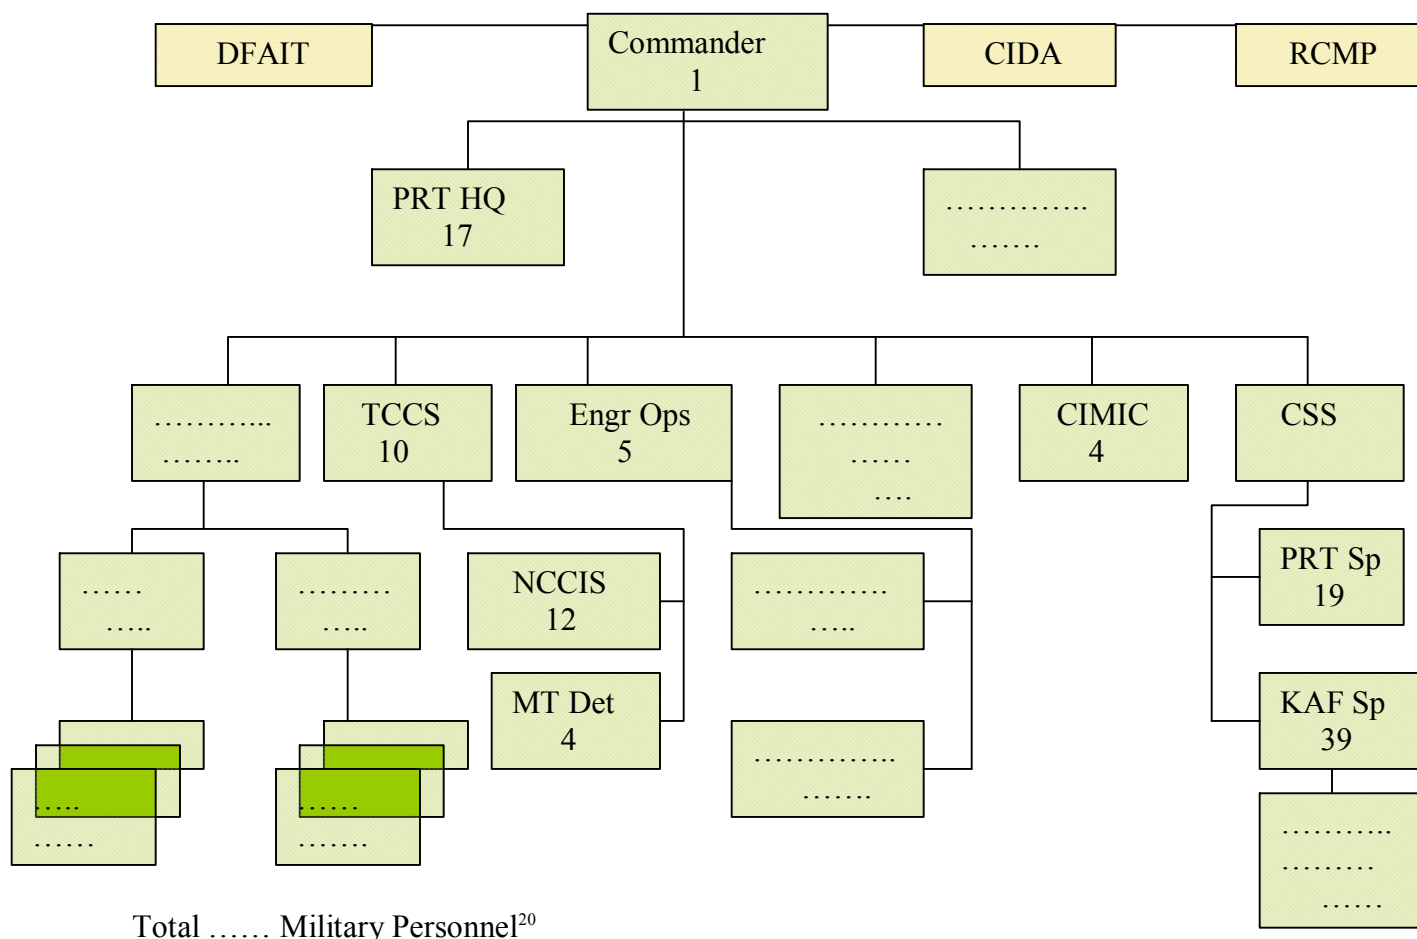 DFAIT
Commander
1
CIDA
RCMP
PRT HQ
17
…………..
…….
………...
……..
TCCS
10
Engr Ops
5
…………
……
….
CIMIC
4
CSS
……
…..
………
…..
NCCIS
12
………….
…..
PRT Sp
19
MT Det
4
…………..
…….
KAF Sp
39
…..
……
……
…….
………..
………
……
Total …… Military Personnel²⁰